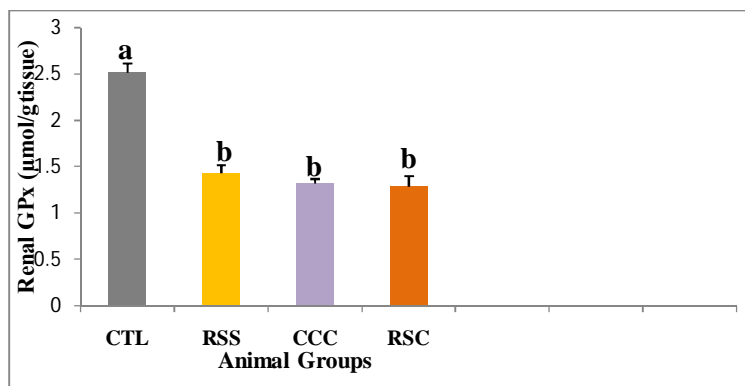 Renal GPx (µmol/gtissue)
3
2.5
2
1.5
1
0.5
0
a
b
b
b
CTL RSS CCC RSC
Animal Groups